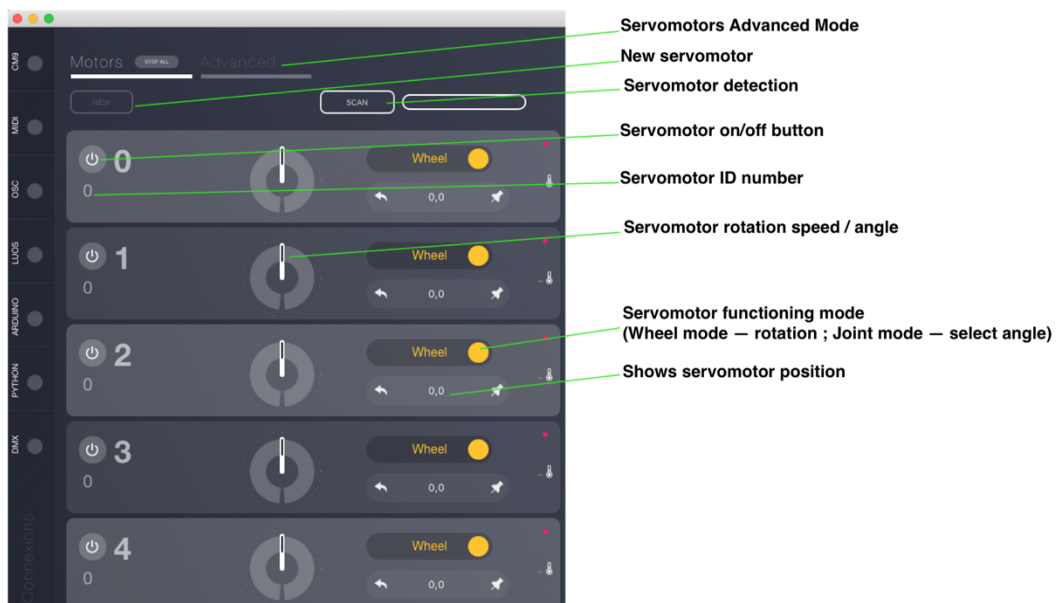 Servomotors Advanced Mode
Motors STOP ALL Advanced
New servomotor
Servomotor detection
NEW SCAN
Servomotor on/off button
0 Wheel
Servomotor ID number
0 0,0
Servomotor rotation speed / angle
1 Wheel
0 0,0
Servomotor functioning mode
(Wheel mode — rotation ; Joint mode — select angle)
2 Wheel
Shows servomotor position
0 0,0
3 Wheel
0 0,0
4 Wheel
0 0,0
CM9
MIDI
OSC
LUOS
ARDUINO
PYTHON
DMX
Connexions